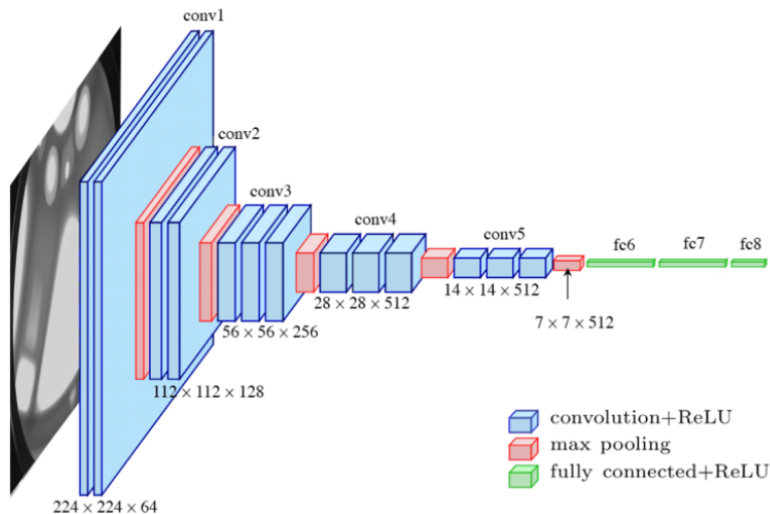 conv1
conv2
conv3
conv4
conv5
fc6
fc7
fc8
224 × 224 × 64
112 × 112 × 128
56 × 56 × 256
28 × 28 × 512
14 × 14 × 512
7 × 7 × 512
convolution+ReLU
max pooling
fully connected+ReLU